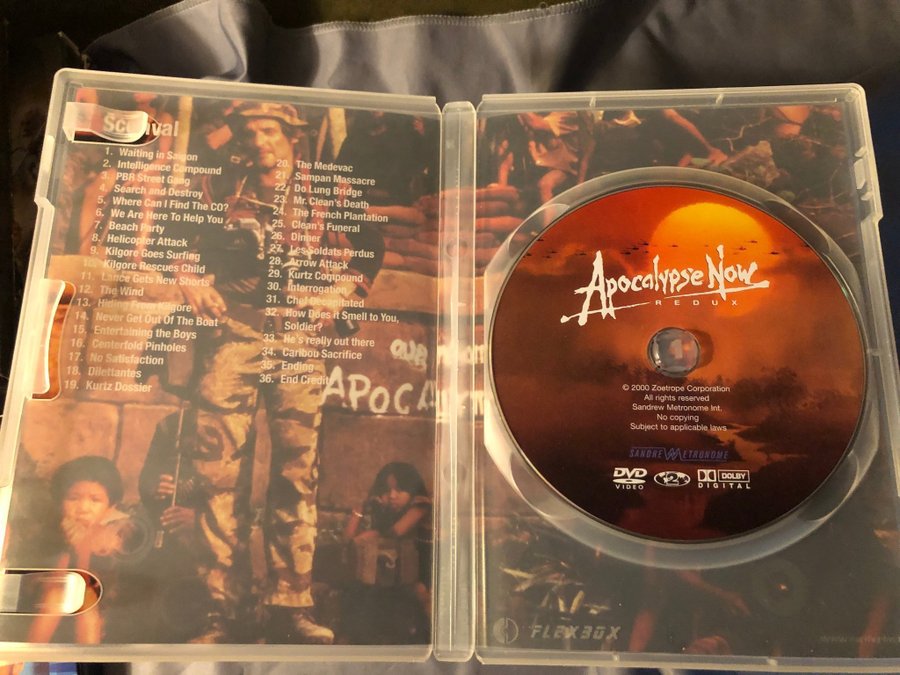 Scenval
1. Waiting in Saigon
2. Intelligence Compound
3. PBR Street Gang
4. Search and Destroy
5. Where Can I Find The CO?
6. We Are Here To Help You
7. Beach Party
8. Helicopter Attack
9. Kilgore Goes Surfing
10. Kilgore Rescues Child
11. Lance Gets New Shorts
12. The Wind
13. Hiding From Kilgore
14. Never Get Out Of The Boat
15. Entertaining the Boys
16. Centerfold Pinholes
17. No Satisfaction
18. Dilettantes
19. Kurtz Dossier
20. The Medevac
21. Sampan Massacre
22. Do Lung Bridge
23. Mr. Clean's Death
24. The French Plantation
25. Clean's Funeral
26. Dinner
27. Les Soldats Perdus
28. Arrow Attack
29. Kurtz Compound
30. Interrogation
31. Chef Decapitated
32. How Does it Smell to You,
Soldier?
33. He's really out there
34. Caribou Sacrifice
35. Ending
36. End Credit
our motto
APOCALYPSE
Apocalypse Now
REDUX
© 2000 Zoetrope Corporation
All rights reserved
Sandrew Metronome Int.
No copying
Subject to applicable laws
SANDREW METRONOME
DVD
VIDEO
2
DOLBY
DIGITAL
FLEXBOX